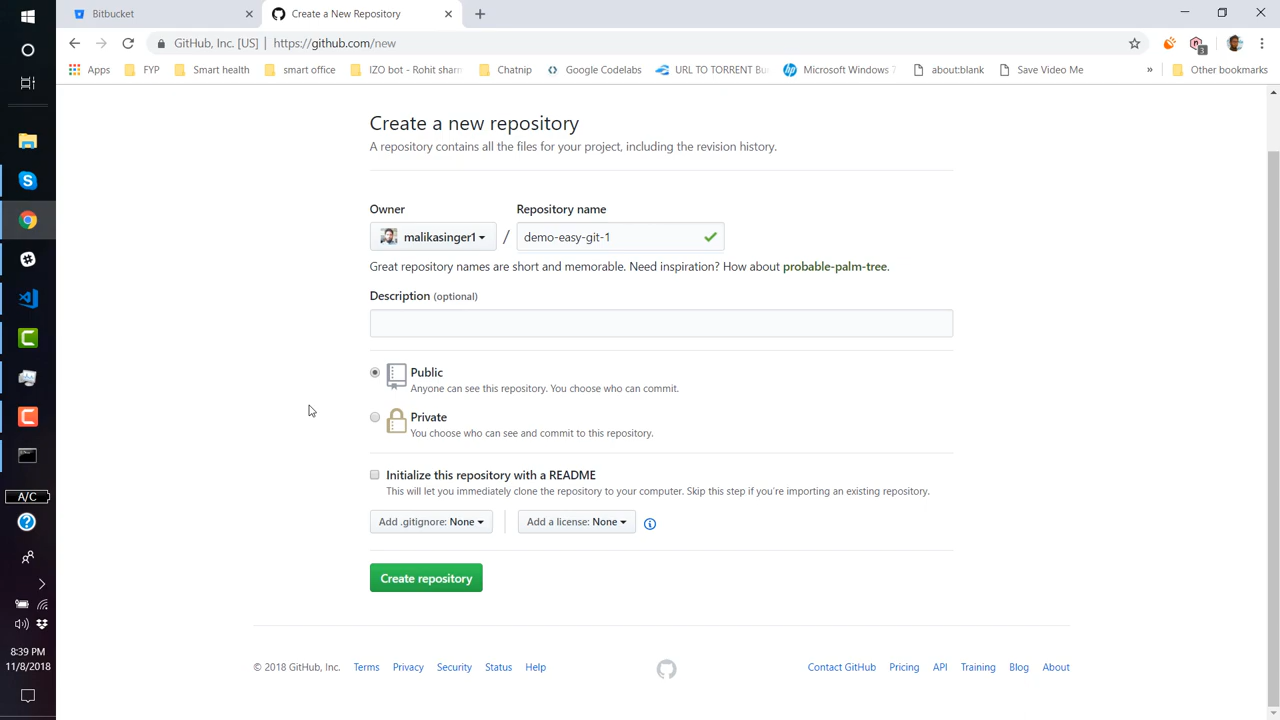 Bitbucket
Create a New Repository
GitHub, Inc. [US]
https://github.com/new
Apps
FYP
Smart health
smart office
IZO bot - Rohit sharm
Chatnip
Google Codelabs
URL TO TORRENT Bu
Microsoft Windows 7
about:blank
Save Video Me
»
Other bookmarks
Create a new repository
A repository contains all the files for your project, including the revision history.
Owner
Repository name
malikasinger1
/
demo-easy-git-1
Great repository names are short and memorable. Need inspiration? How about probable-palm-tree.
Description (optional)
Public
Anyone can see this repository. You choose who can commit.
Private
You choose who can see and commit to this repository.
Initialize this repository with a README
This will let you immediately clone the repository to your computer. Skip this step if you're importing an existing repository.
Add .gitignore: None
Add a license: None
Create repository
© 2018 GitHub, Inc.
Terms
Privacy
Security
Status
Help
Contact GitHub
Pricing
API
Training
Blog
About
A/C
8:39 PM
11/8/2018